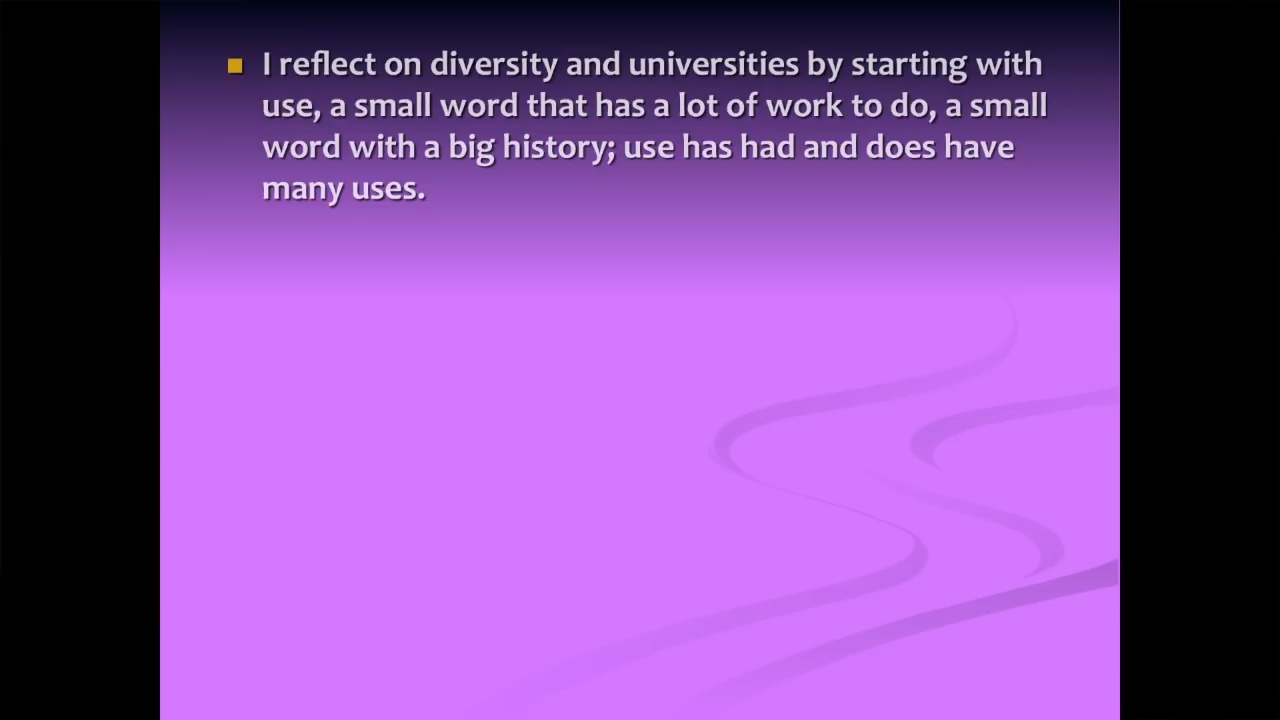 I reflect on diversity and universities by starting with
use, a small word that has a lot of work to do, a small
word with a big history; use has had and does have
many uses.